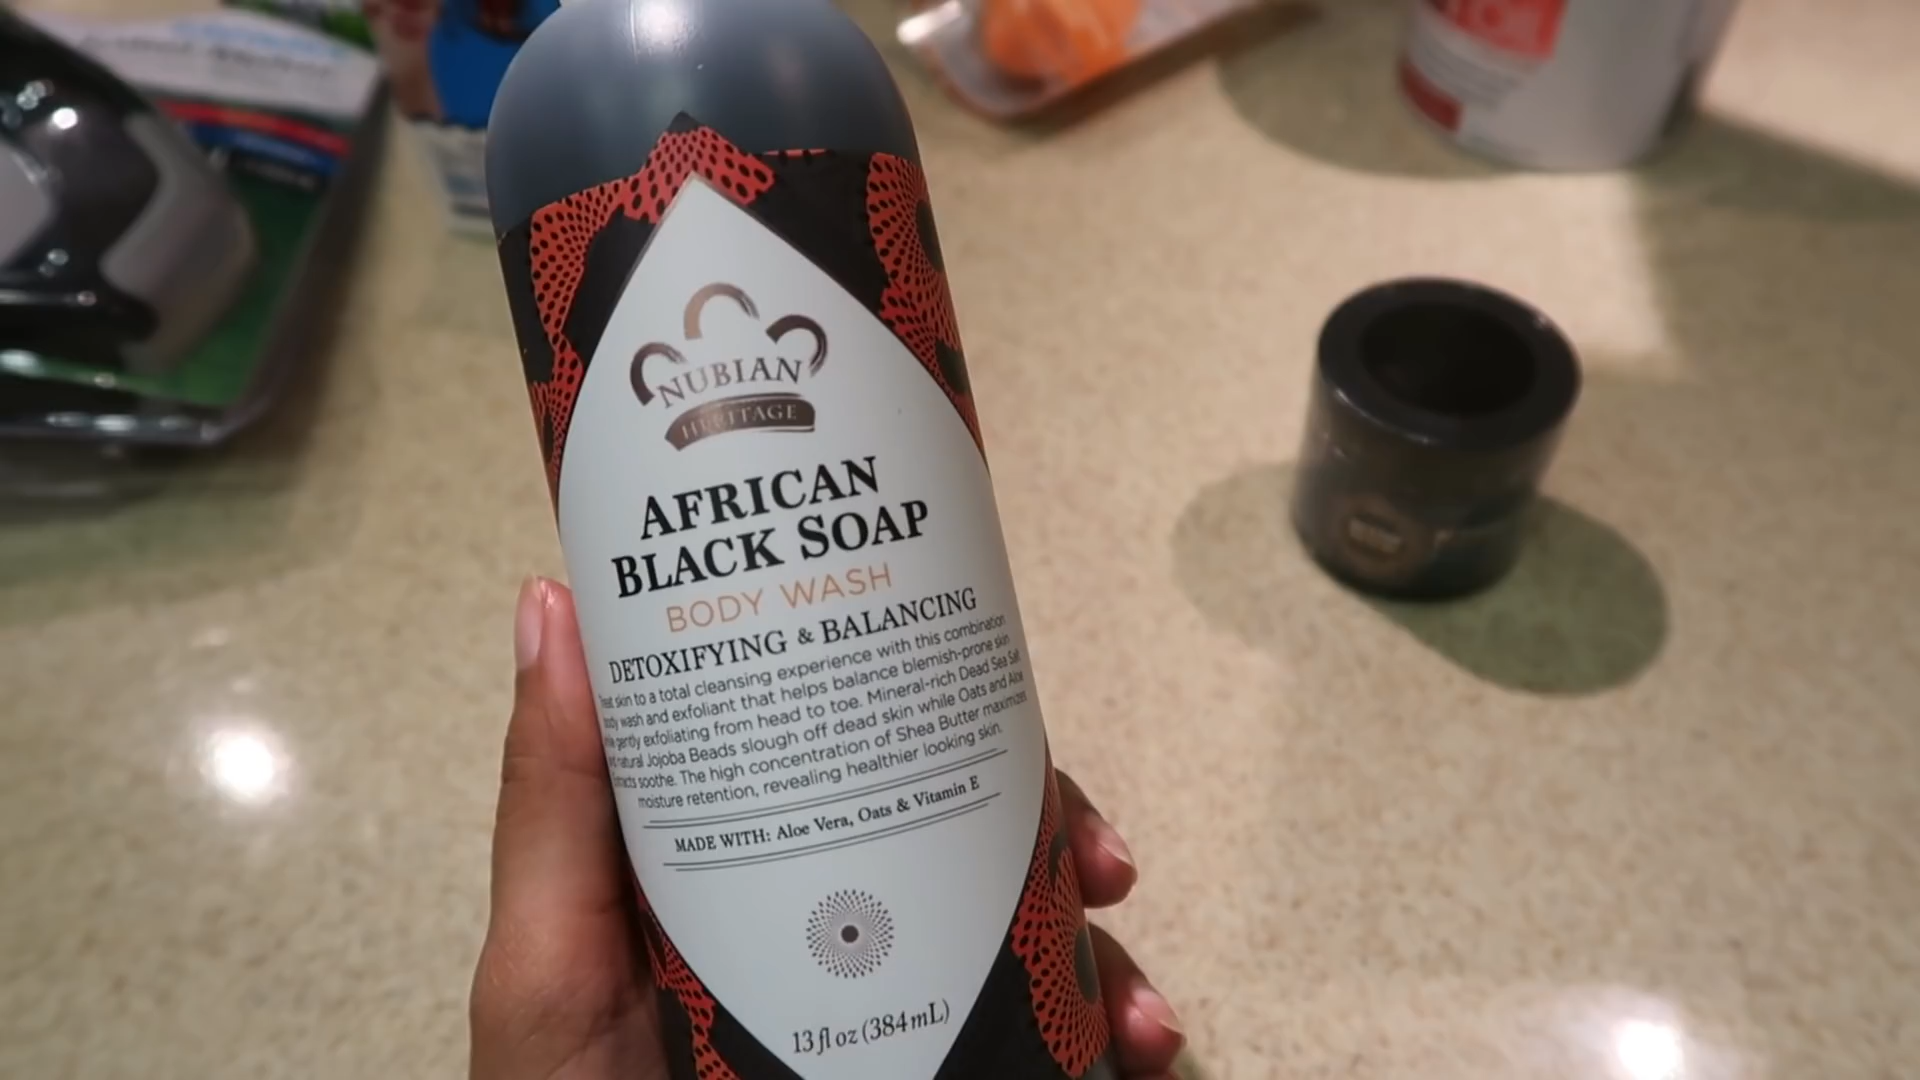 NUBIAN
HERITAGE
AFRICAN
BLACK SOAP
BODY WASH
DETOXIFYING & BALANCING
skin to a total cleansing experience with this combination
body wash and exfoliant that helps balance blemish-prone skin
gently exfoliating from head to toe. Mineral-rich Dead Sea Salt
natural Jojoba Beads slough off dead skin while Oats and Aloe
soothe. The high concentration of Shea Butter maximizes
moisture retention, revealing healthier looking skin.
MADE WITH: Aloe Vera, Oats & Vitamin E
13 fl oz (384 mL)